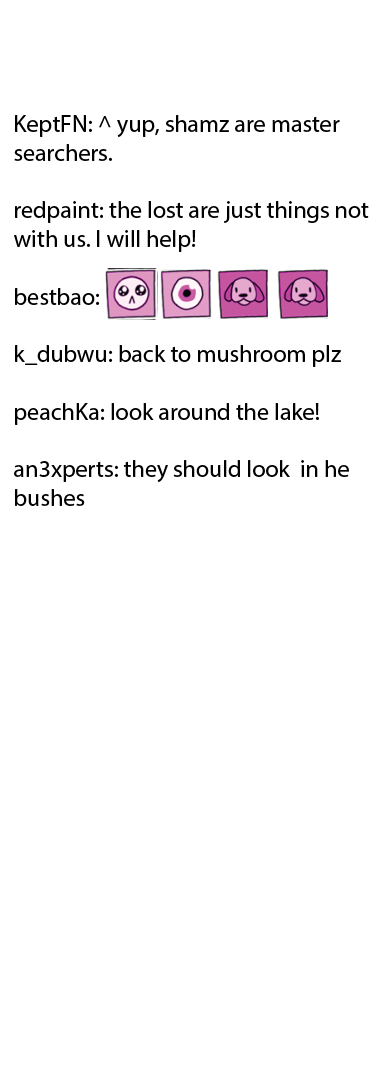 KeptFN: ^ yup, shamz are master
searchers.
redpaint: the lost are just things not
with us. I will help!
bestbao:
k_dubwu: back to mushroom plz
peachKa: look around the lake!
an3xperts: they should look  in he
bushes